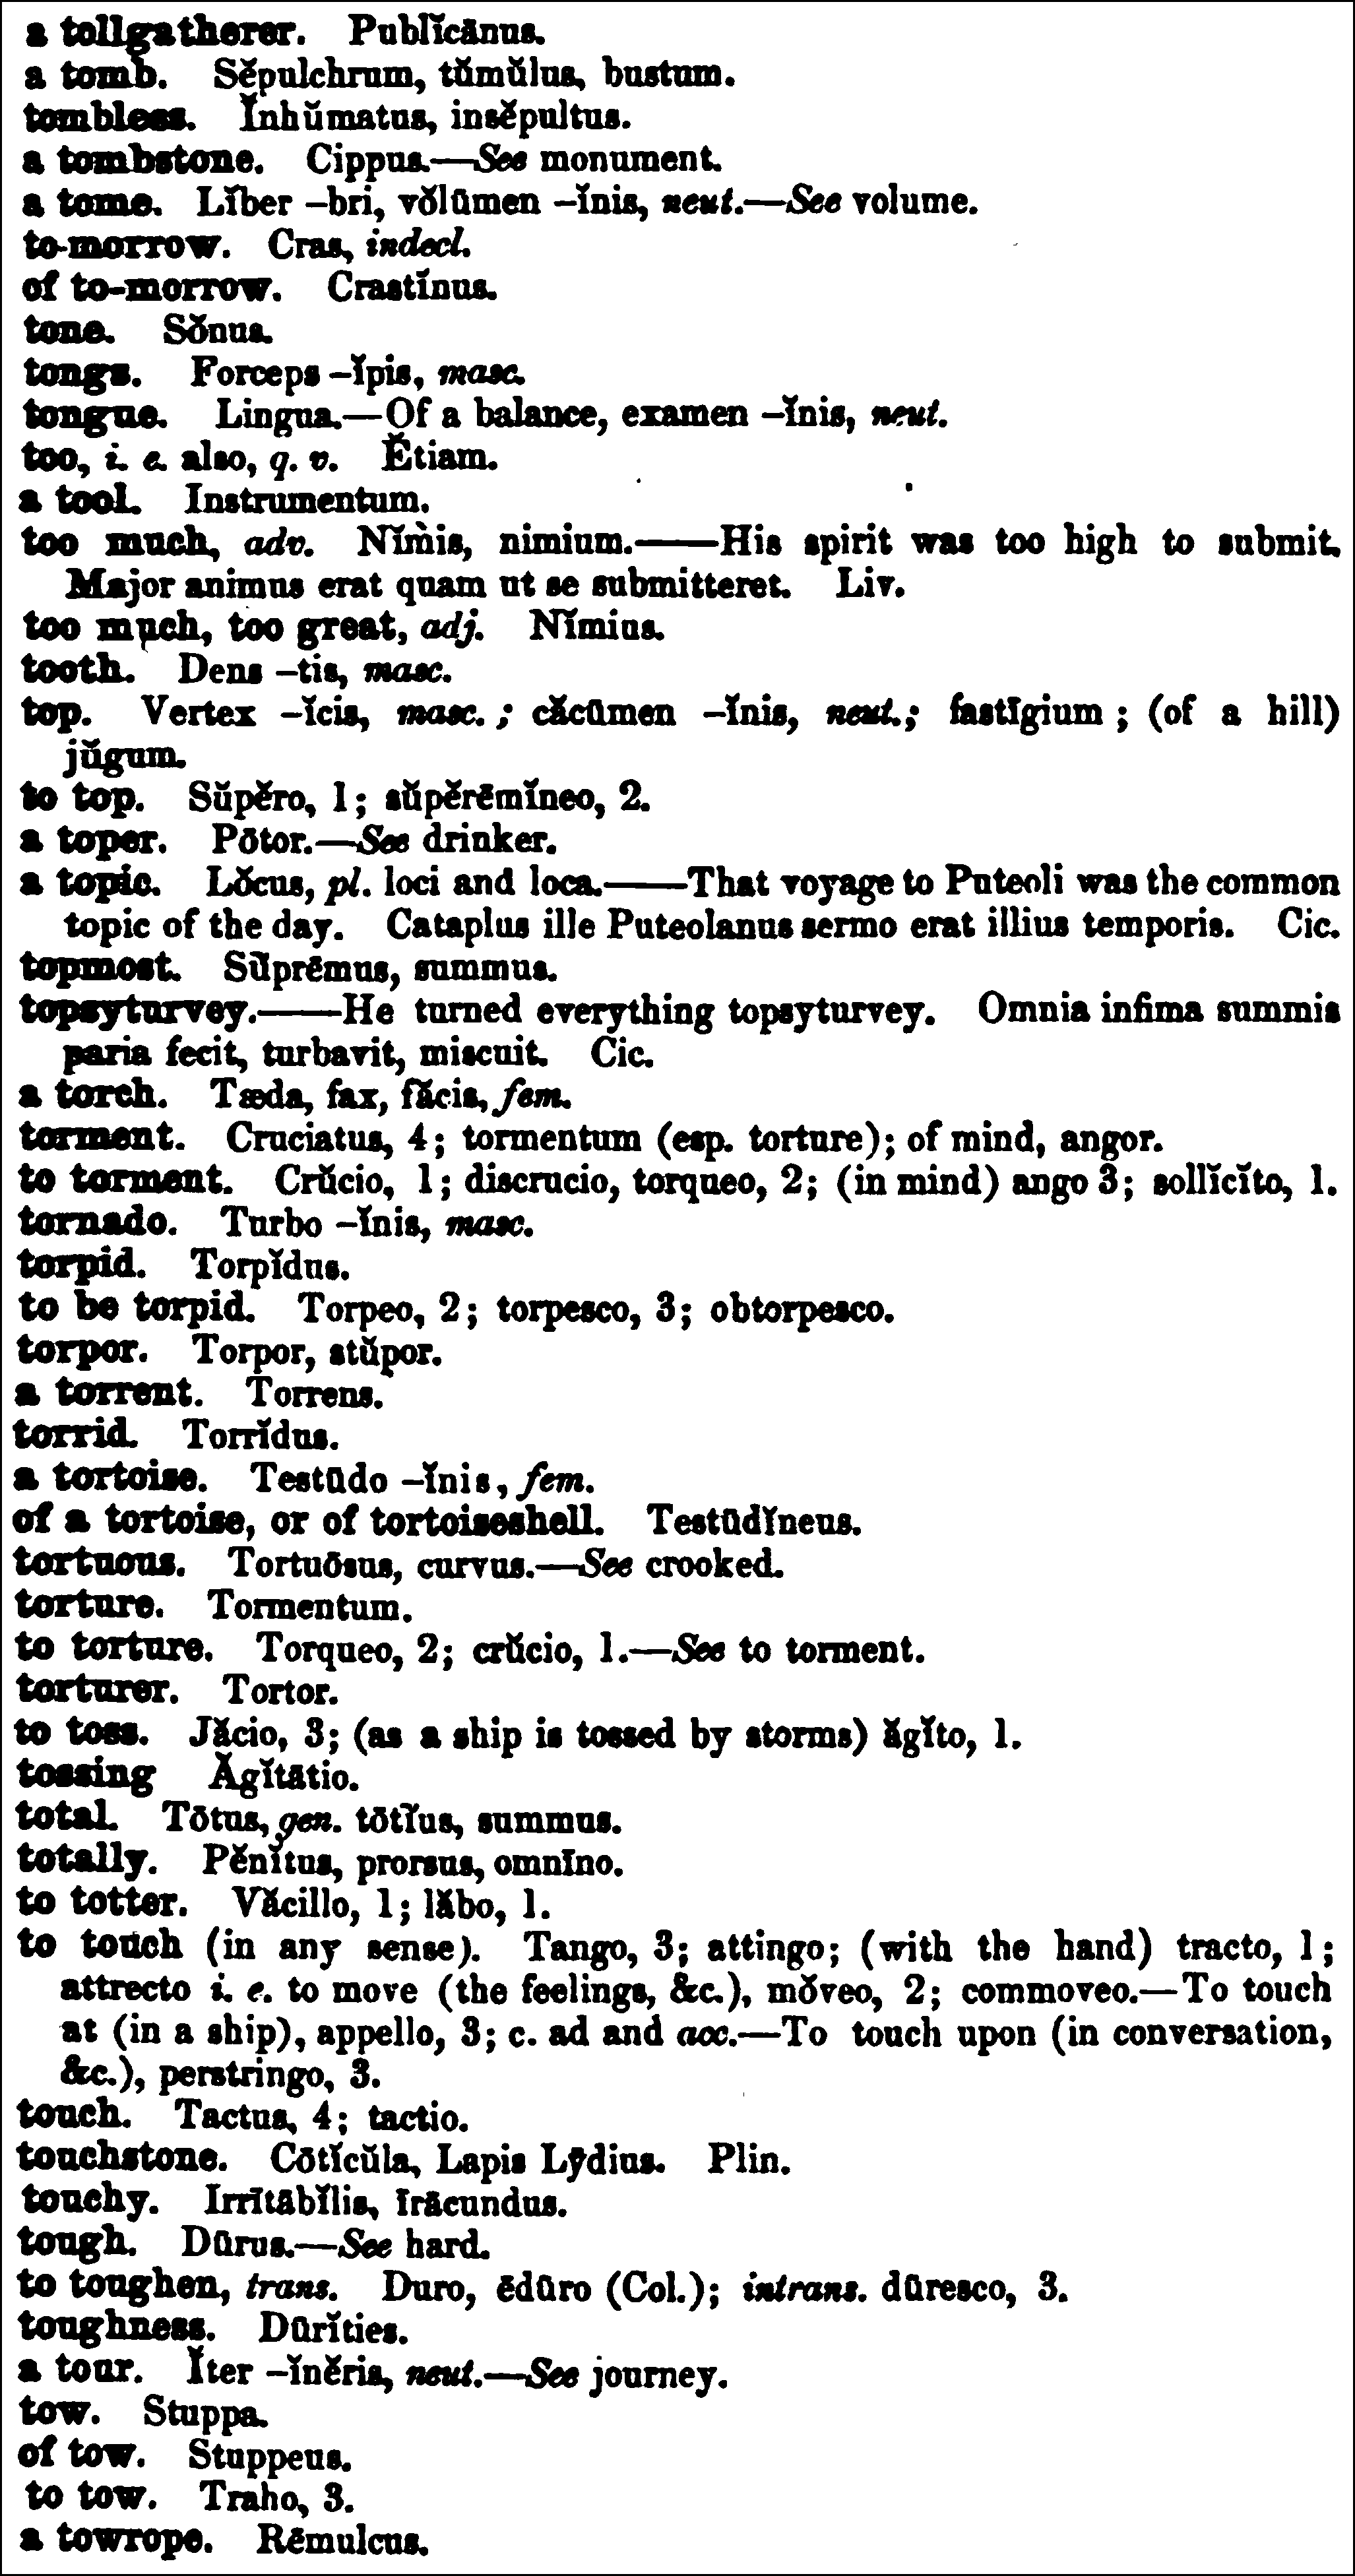 a tollgatherer. Publĭcānus.
a tomb. Sĕpulchrum, tŭmŭlus, bustum.
tombless. Ĭnhŭmatus, insĕpultus.
a tombstone. Cippus.—See monument.
a tome. Lĭber –bri, vŏlūmen –ĭnis, neut.—See volume.
to-morrow. Cras, indecl.
of to-morrow. Crastĭnus.
tone. Sŏnus.
tongs. Forceps –ĭpis, masc.
tongue. Lingua.—Of a balance, examen –ĭnis, neut.
too, i. e. also, q. v. Ĕtiam.
a tool. Instrumentum.
too much, adv. Nĭmis, nimium.——His spirit was too high to submit.
Major animus erat quam ut se submitteret. Liv.
too much, too great, adj. Nĭmius.
tooth. Dens –tis, masc.
top. Vertex –ĭcis, masc.; căcūmen –ĭnis, neut.; fastīgium; (of a hill)
jŭgum.
to top. Sŭpĕro, 1; sŭpĕrēmĭneo, 2.
a toper. Pōtor.—See drinker.
a topic. Lŏcus, pl. loci and loca.——That voyage to Puteoli was the common
topic of the day. Cataplus ille Puteolanus sermo erat illius temporis. Cic.
topmost. Sŭprēmus, summus.
topsyturvey.——He turned everything topsyturvey. Omnia infima summis
paria fecit, turbavit, miscuit. Cic.
a torch. Tæda, fax, făcis, fem.
torment. Cruciatus, 4; tormentum (esp. torture); of mind, angor.
to torment. Crŭcio, 1; discrucio, torqueo, 2; (in mind) ango 3; sollĭcĭto, 1.
tornado. Turbo –ĭnis, masc.
torpid. Torpĭdus.
to be torpid. Torpeo, 2; torpesco, 3; obtorpesco.
torpor. Torpor, stŭpor.
a torrent. Torrens.
torrid. Torrĭdus.
a tortoise. Testūdo –ĭnis, fem.
of a tortoise, or of tortoiseshell. Testūdĭneus.
tortuous. Tortuōsus, curvus.—See crooked.
torture. Tormentum.
to torture. Torqueo, 2; crŭcio, 1.—See to torment.
torturer. Tortor.
to toss. Jăcio, 3; (as a ship is tossed by storms) ăgĭto, 1.
tossing Ăgĭtātio.
total. Tōtus, gen. tōtĭus, summus.
totally. Pĕnĭtus, prorsus, omnīno.
to totter. Văcillo, 1; lăbo, 1.
to touch (in any sense). Tango, 3; attingo; (with the hand) tracto, 1;
attrecto i. e. to move (the feelings, &c.), mŏveo, 2; commoveo.—To touch
at (in a ship), appello, 3; c. ad and acc.—To touch upon (in conversation,
&c.), perstringo, 3.
touch. Tactus, 4; tactio.
touchstone. Cōtĭcŭla, Lapis Lȳdius. Plin.
touchy. Irrītābĭlis, īrācundus.
tough. Dūrus.—See hard.
to toughen, trans. Duro, ēdūro (Col.); intrans. dūresco, 3.
toughness. Dūrĭties.
a tour. Ĭter –ĭnĕris, neut.—See journey.
tow. Stuppa.
of tow. Stuppeus.
to tow. Traho, 3.
a towrope. Rēmulcus.